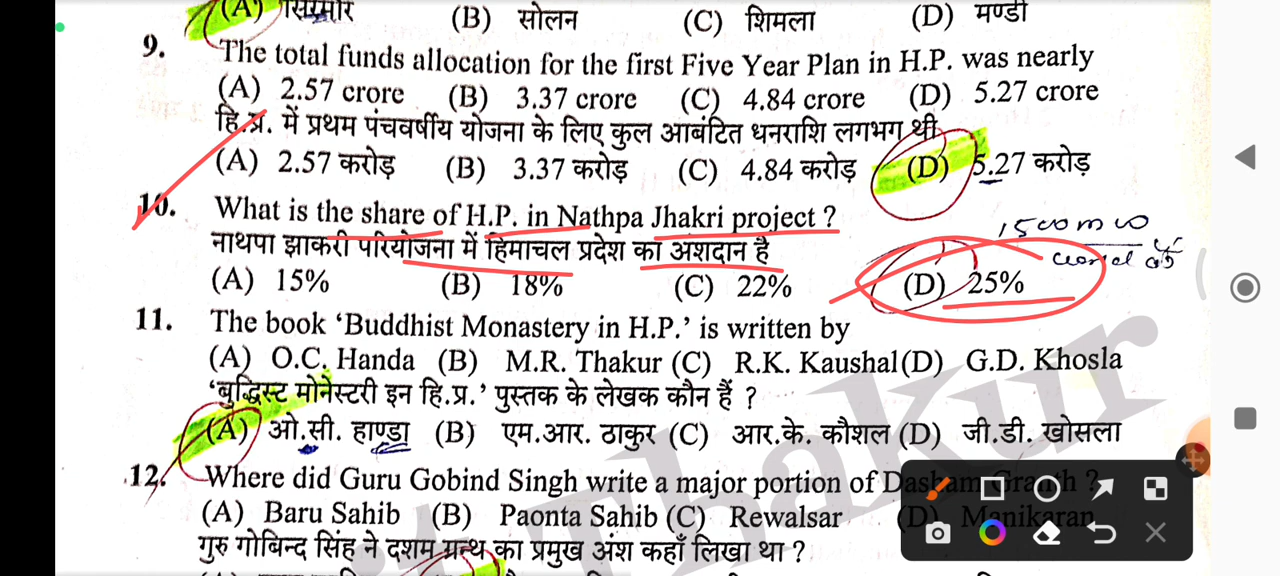 (A) सिरमौर (B) सोलन (C) शिमला (D) मण्डी
9. The total funds allocation for the first Five Year Plan in H.P. was nearly
(A) 2.57 crore (B) 3.37 crore (C) 4.84 crore (D) 5.27 crore
हि.प्र. में प्रथम पंचवर्षीय योजना के लिए कुल आबंटित धनराशि लगभग थी
(A) 2.57 करोड़ (B) 3.37 करोड़ (C) 4.84 करोड़ (D) 5.27 करोड़
10. What is the share of H.P. in Nathpa Jhakri project ?
1500 m w
नाथपा झाकरी परियोजना में हिमाचल प्रदेश का अंशदान है
(A) 15% (B) 18% (C) 22% (D) 25%
11. The book ‘Buddhist Monastery in H.P.’ is written by
(A) O.C. Handa (B) M.R. Thakur (C) R.K. Kaushal (D) G.D. Khosla
‘बुद्धिस्ट मोनैस्टरी इन हि.प्र.’ पुस्तक के लेखक कौन हैं ?
(A) ओ.सी. हाण्डा (B) एम.आर. ठाकुर (C) आर.के. कौशल (D) जी.डी. खोसला
12. Where did Guru Gobind Singh write a major portion of Dasham Granth ?
(A) Baru Sahib (B) Paonta Sahib (C) Rewalsar (D) Manikaran
गुरु गोबिन्द सिंह ने दशम ग्रन्थ का प्रमुख अंश कहाँ लिखा था ?
Thakur